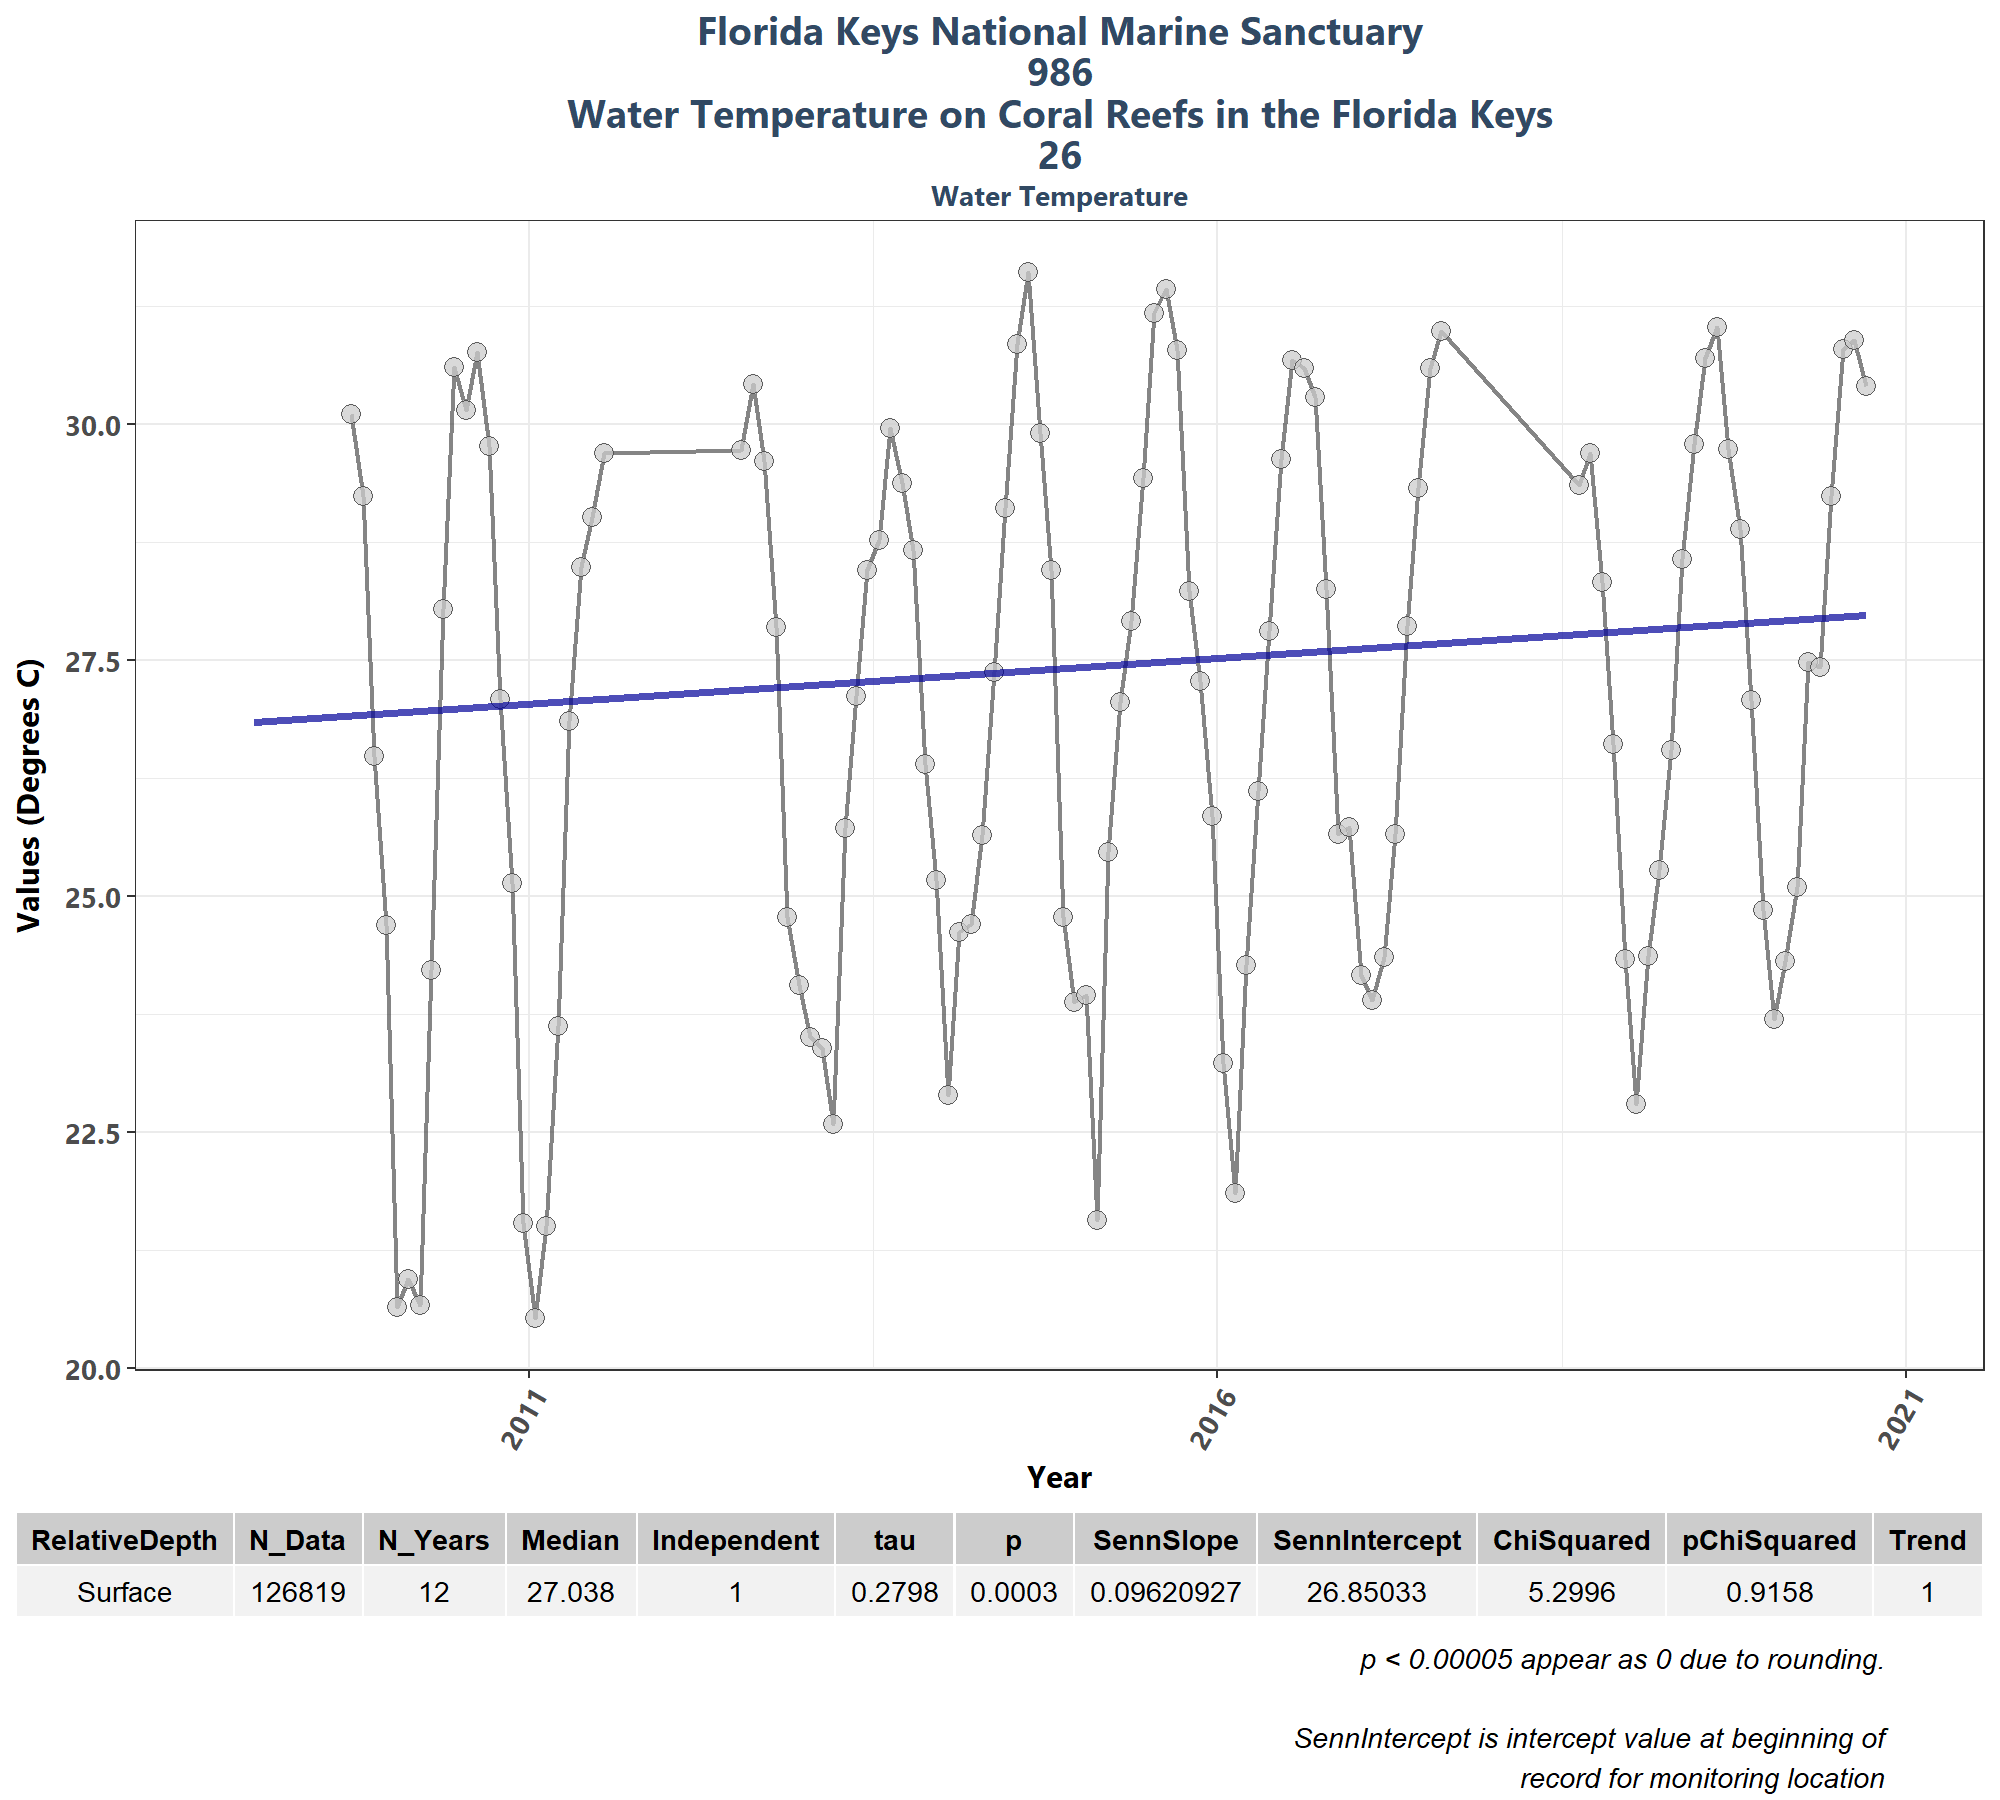 Florida Keys National Marine Sanctuary
986
Water Temperature on Coral Reefs in the Florida Keys
26
Water Temperature
Values (Degrees C)
30.0
27.5
25.0
22.5
20.0
2011
2016
2021
Year
RelativeDepth N_Data N_Years Median Independent tau p SennSlope SennIntercept ChiSquared pChiSquared Trend
Surface 126819 12 27.038 1 0.2798 0.0003 0.09620927 26.85033 5.2996 0.9158 1
p < 0.00005 appear as 0 due to rounding.
SennIntercept is intercept value at beginning of
record for monitoring location